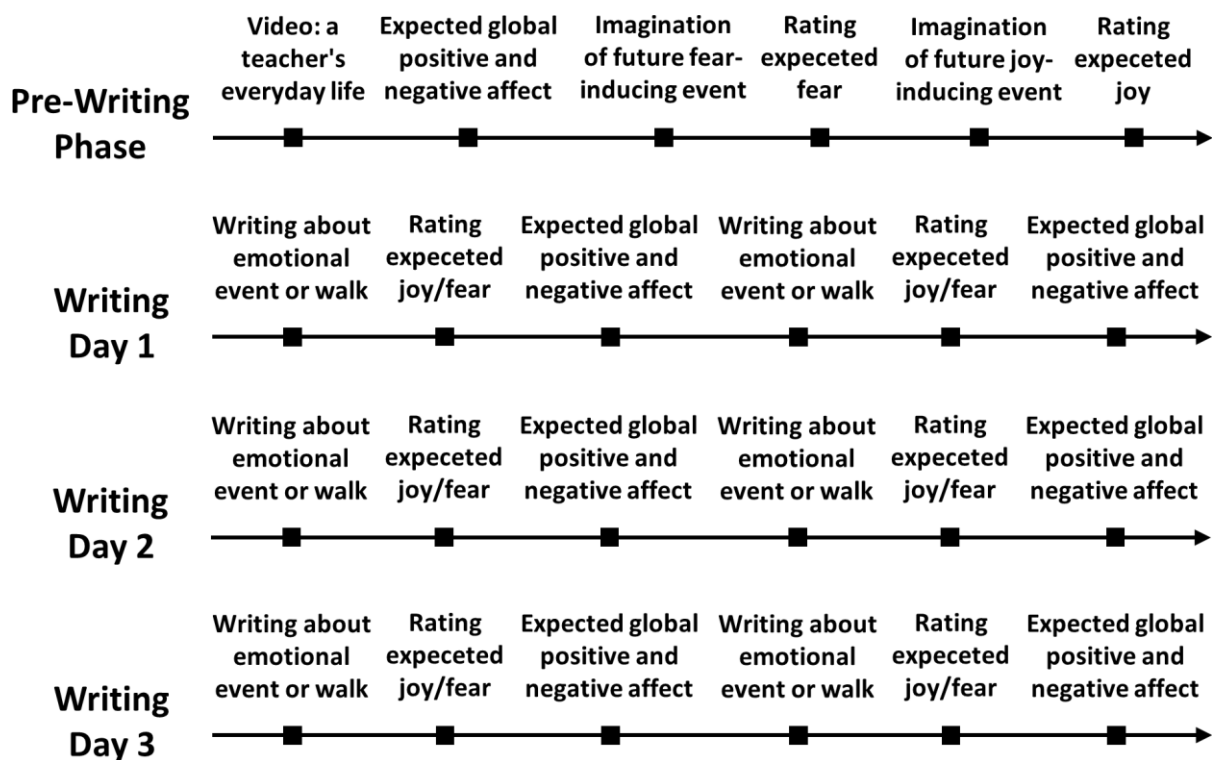 Video: a
teacher's
everyday life
Expected global
positive and
negative affect
Imagination
of future fear-
inducing event
Rating
expeceted
fear
Imagination
of future joy-
inducing event
Rating
expeceted
joy
Pre-Writing
Phase
Writing about
emotional
event or walk
Rating
expeceted
joy/fear
Expected global
positive and
negative affect
Writing about
emotional
event or walk
Rating
expeceted
joy/fear
Expected global
positive and
negative affect
Writing
Day 1
Writing about
emotional
event or walk
Rating
expeceted
joy/fear
Expected global
positive and
negative affect
Writing about
emotional
event or walk
Rating
expeceted
joy/fear
Expected global
positive and
negative affect
Writing
Day 2
Writing about
emotional
event or walk
Rating
expeceted
joy/fear
Expected global
positive and
negative affect
Writing about
emotional
event or walk
Rating
expeceted
joy/fear
Expected global
positive and
negative affect
Writing
Day 3